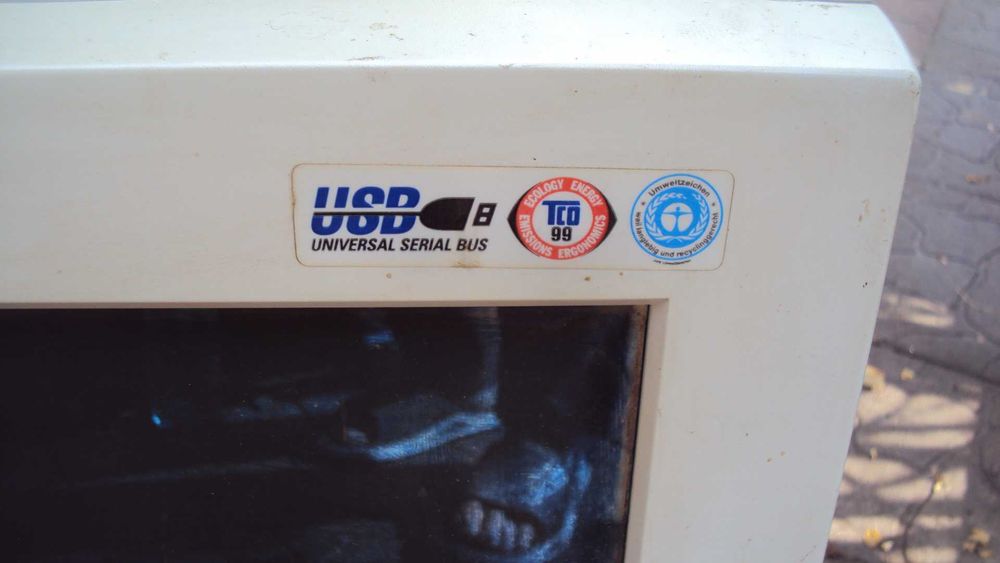 USB
UNIVERSAL SERIAL BUS
ECOLOGY ENERGY
TCO
99
EMISSIONS ERGONOMICS
Umweltzeichen
weil langlebig und recyclinggerecht